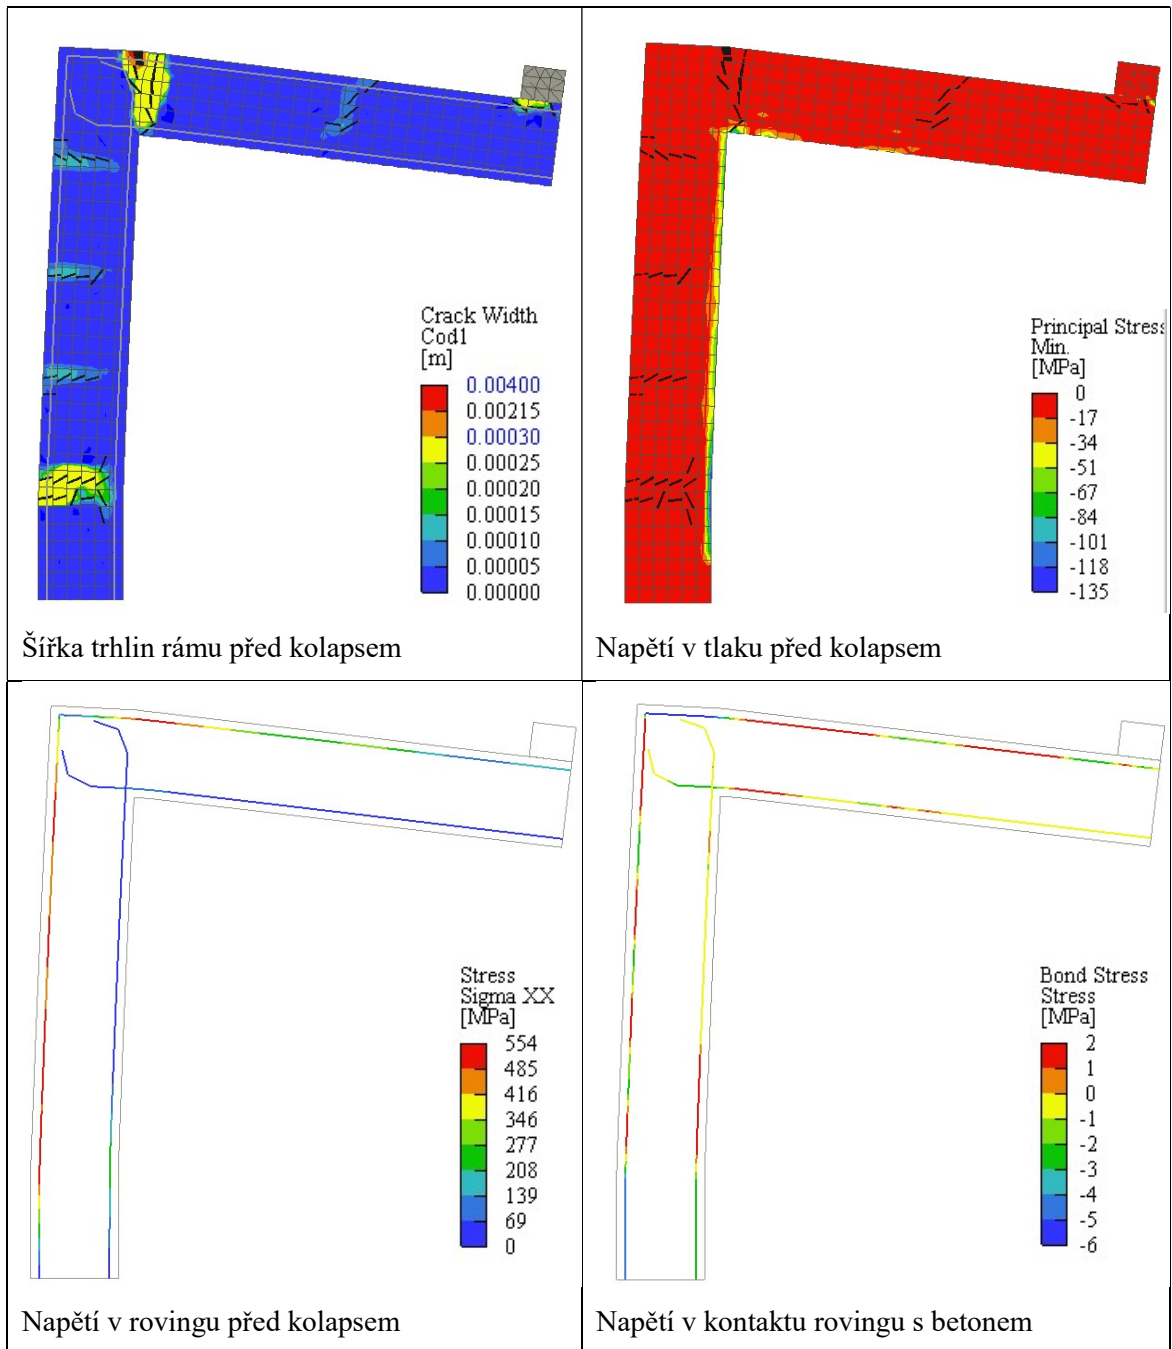 Crack Width
Cod1
[m]
0.00400
0.00215
0.00030
0.00025
0.00020
0.00015
0.00010
0.00005
0.00000
Šířka trhlin rámu před kolapsem
Principal Stress
Min.
[MPa]
0
-17
-34
-51
-67
-84
-101
-118
-135
Napětí v tlaku před kolapsem
Stress
Sigma XX
[MPa]
554
485
416
346
277
208
139
69
0
Napětí v rovingu před kolapsem
Bond Stress
Stress
[MPa]
2
1
0
-1
-2
-3
-4
-5
-6
Napětí v kontaktu rovingu s betonem